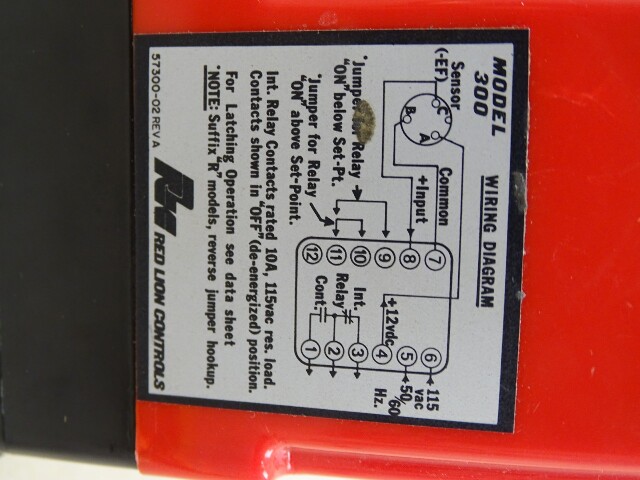 MODEL
300
WIRING DIAGRAM
Sensor
(-EF)
C
B
A
Common
+Input
*Jumper for Relay
"ON" below Set-Pt.
*Jumper for Relay
"ON" above Set-Point.
12 11 10 9 8 7
+12vdc
Int.
Relay
Cont.
1 2 3 4 5 6
115
vac
50/60
Hz.
Int. Relay Contacts rated 10A, 115vac res. load.
Contacts shown in "OFF" (de-energized) position.
For Latching Operation see data sheet
*NOTE: Suffix "R" models, reverse jumper hookup.
RED LION CONTROLS
57300-02 REV A